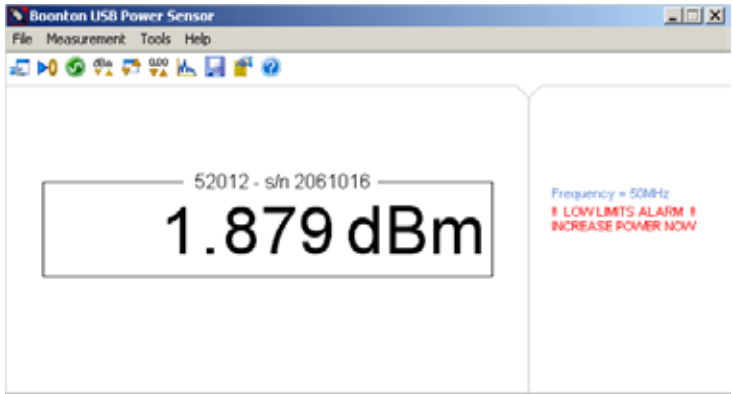 Boonton USB Power Sensor
File Measurement Tools Help
52012 - s/n 2061016
1.879 dBm
Frequency = 50MHz
!! LOW LIMITS ALARM !!
INCREASE POWER NOW